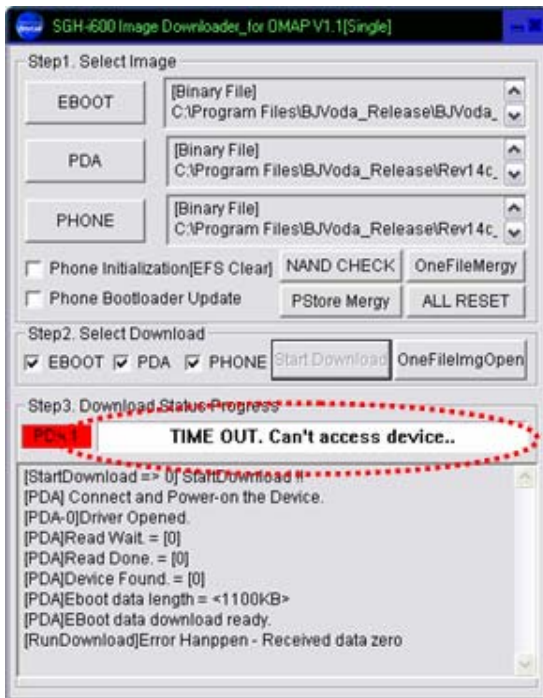 SGH-i600 Image Downloader_for OMAP V1.1[Single]
Step1. Select Image
EBOOT
[Binary File]
C:\Program Files\BJVoda_Release\BJVoda_
PDA
[Binary File]
C:\Program Files\BJVoda_Release\Rev14c_
PHONE
[Binary File]
C:\Program Files\BJVoda_Release\Rev14c_
Phone Initialization[EFS Clear] NAND CHECK OneFileMergy
Phone Bootloader Update PStore Mergy ALL RESET
Step2. Select Download
EBOOT PDA PHONE Start Download OneFileImgOpen
Step3. Download Status Progress
TIME OUT. Can't access device..
[StartDownload => 0] StartDownload !!
[PDA] Connect and Power-on the Device.
[PDA-0]Driver Opened.
[PDA]Read Wait. = [0]
[PDA]Read Done. = [0]
[PDA]Device Found. = [0]
[PDA]Eboot data length = <1100KB>
[PDA]EBoot data download ready.
[RunDownload]Error Hanppen - Received data zero